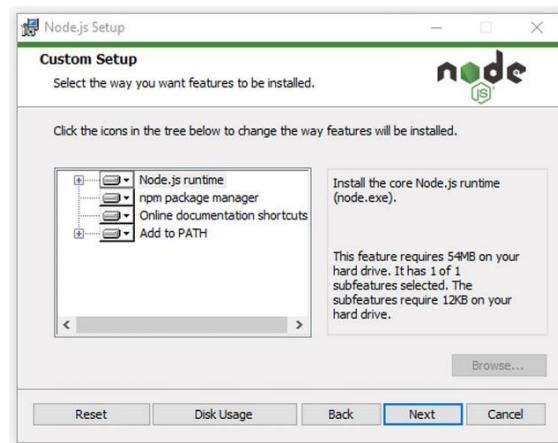 Node.js Setup
Custom Setup
Select the way you want features to be installed.
node
JS
Click the icons in the tree below to change the way features will be installed.
Node.js runtime
npm package manager
Online documentation shortcuts
Add to PATH
Install the core Node.js runtime
(node.exe).
This feature requires 54MB on your
hard drive. It has 1 of 1
subfeatures selected. The
subfeatures require 12KB on your
hard drive.
Browse...
Reset Disk Usage Back Next Cancel